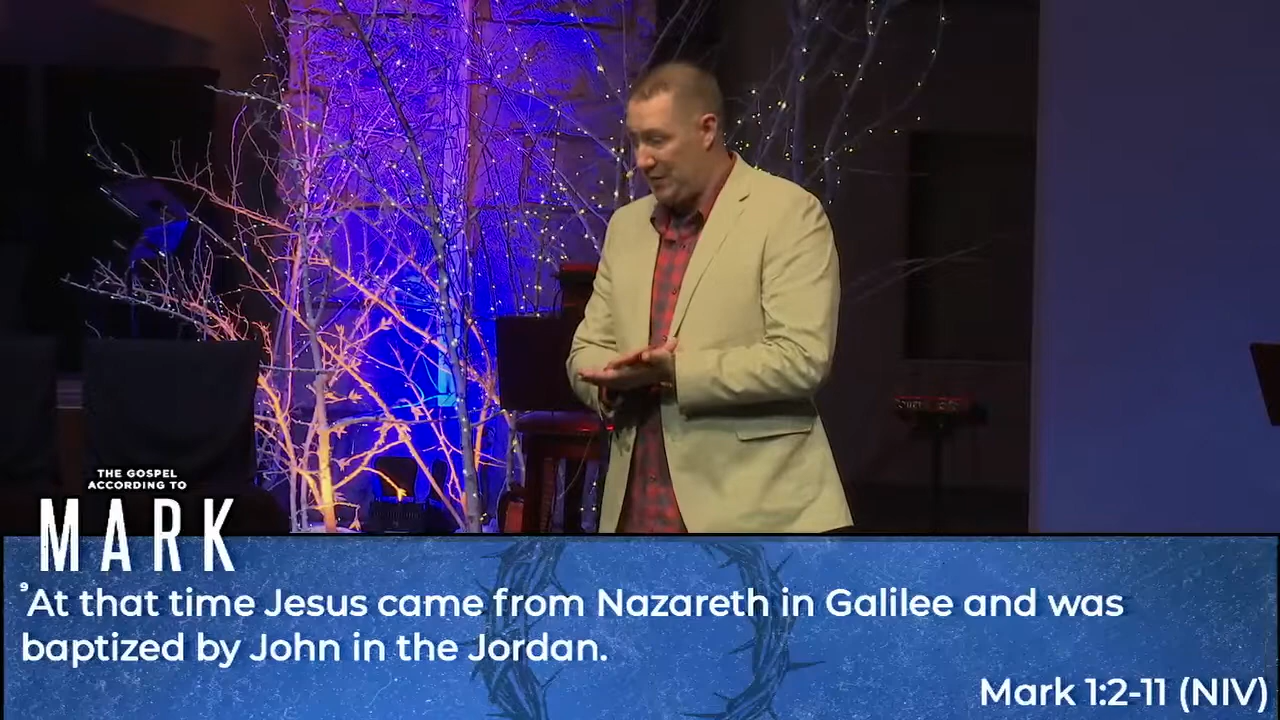 THE GOSPEL
ACCORDING TO
MARK
⁹At that time Jesus came from Nazareth in Galilee and was
baptized by John in the Jordan.
Mark 1:2-11 (NIV)